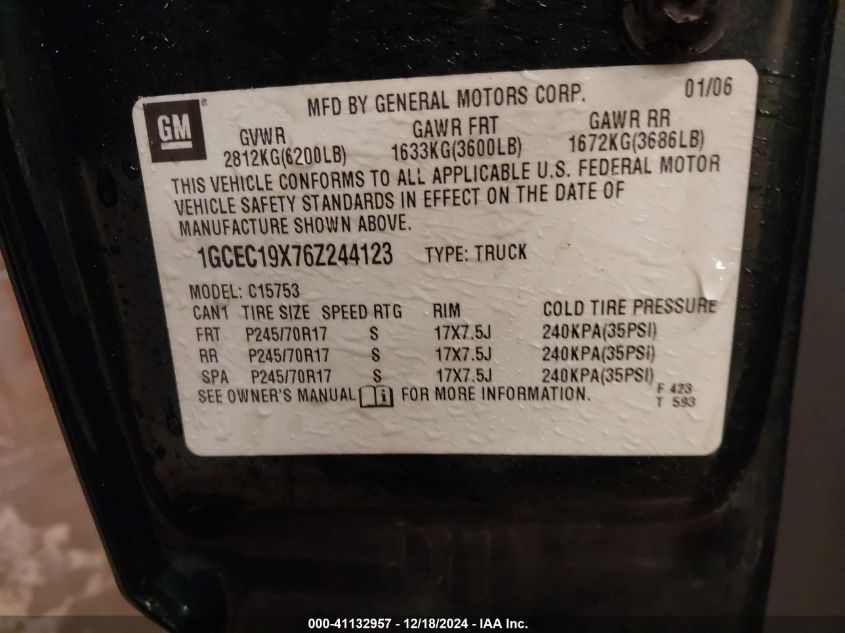 GM ® MFD BY GENERAL MOTORS CORP. 01/06
GVWR GAWR FRT GAWR RR
2812KG(6200LB) 1633KG(3600LB) 1672KG(3686LB)
THIS VEHICLE CONFORMS TO ALL APPLICABLE U.S. FEDERAL MOTOR
VEHICLE SAFETY STANDARDS IN EFFECT ON THE DATE OF
MANUFACTURE SHOWN ABOVE.
1GCEC19X76Z244123 TYPE: TRUCK
MODEL: C15753
CAN1 TIRE SIZE SPEED RTG RIM COLD TIRE PRESSURE
FRT P245/70R17 S 17X7.5J 240KPA(35PSI)
RR P245/70R17 S 17X7.5J 240KPA(35PSI)
SPA P245/70R17 S 17X7.5J 240KPA(35PSI)
SEE OWNER'S MANUAL i FOR MORE INFORMATION.
F 423
T 593
000-41132957 - 12/18/2024 - IAA Inc.